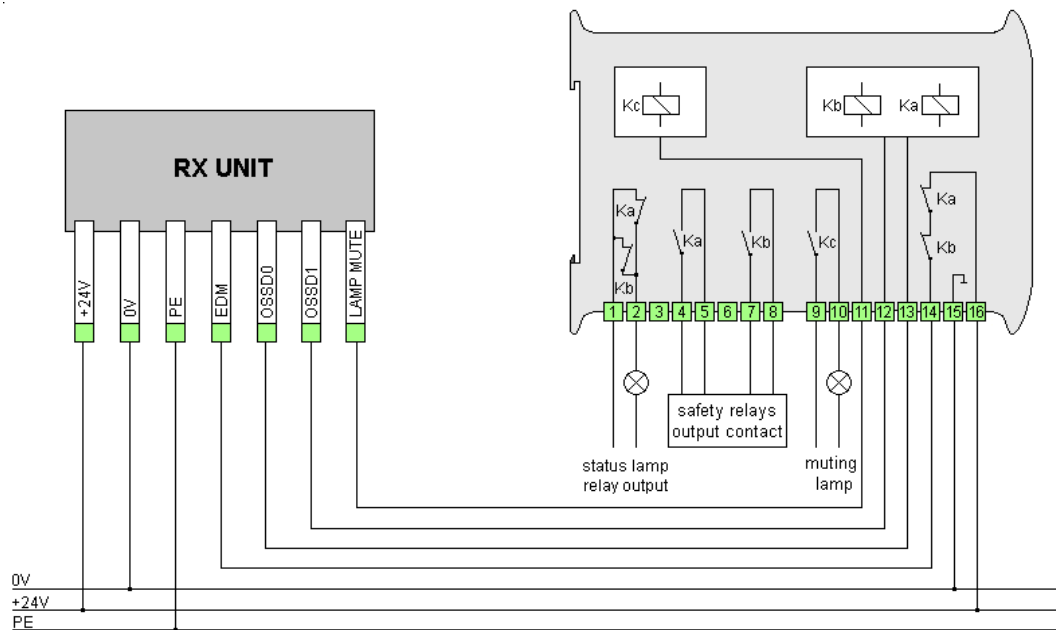 Kc
Kb
Ka
RX UNIT
+24V
0V
PE
EDM
OSSD0
OSSD1
LAMP MUTE
Ka
Kb
Ka
Kb
Kc
Ka
Kb
1
2
3
4
5
6
7
8
9
10
11
12
13
14
15
16
safety relays
output contact
status lamp
relay output
muting
lamp
0V
+24V
PE